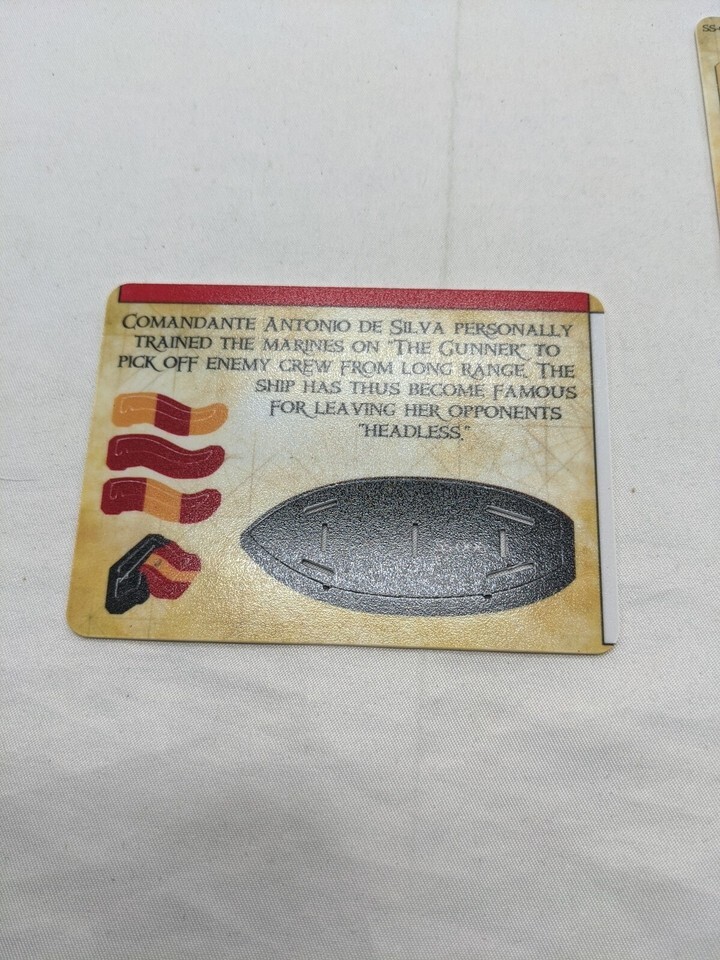 COMANDANTE ANTONIO DE SILVA PERSONALLY
TRAINED THE MARINES ON "THE GUNNER" TO
PICK OFF ENEMY CREW FROM LONG RANGE. THE
SHIP HAS THUS BECOME FAMOUS
FOR LEAVING HER OPPONENTS
"HEADLESS."